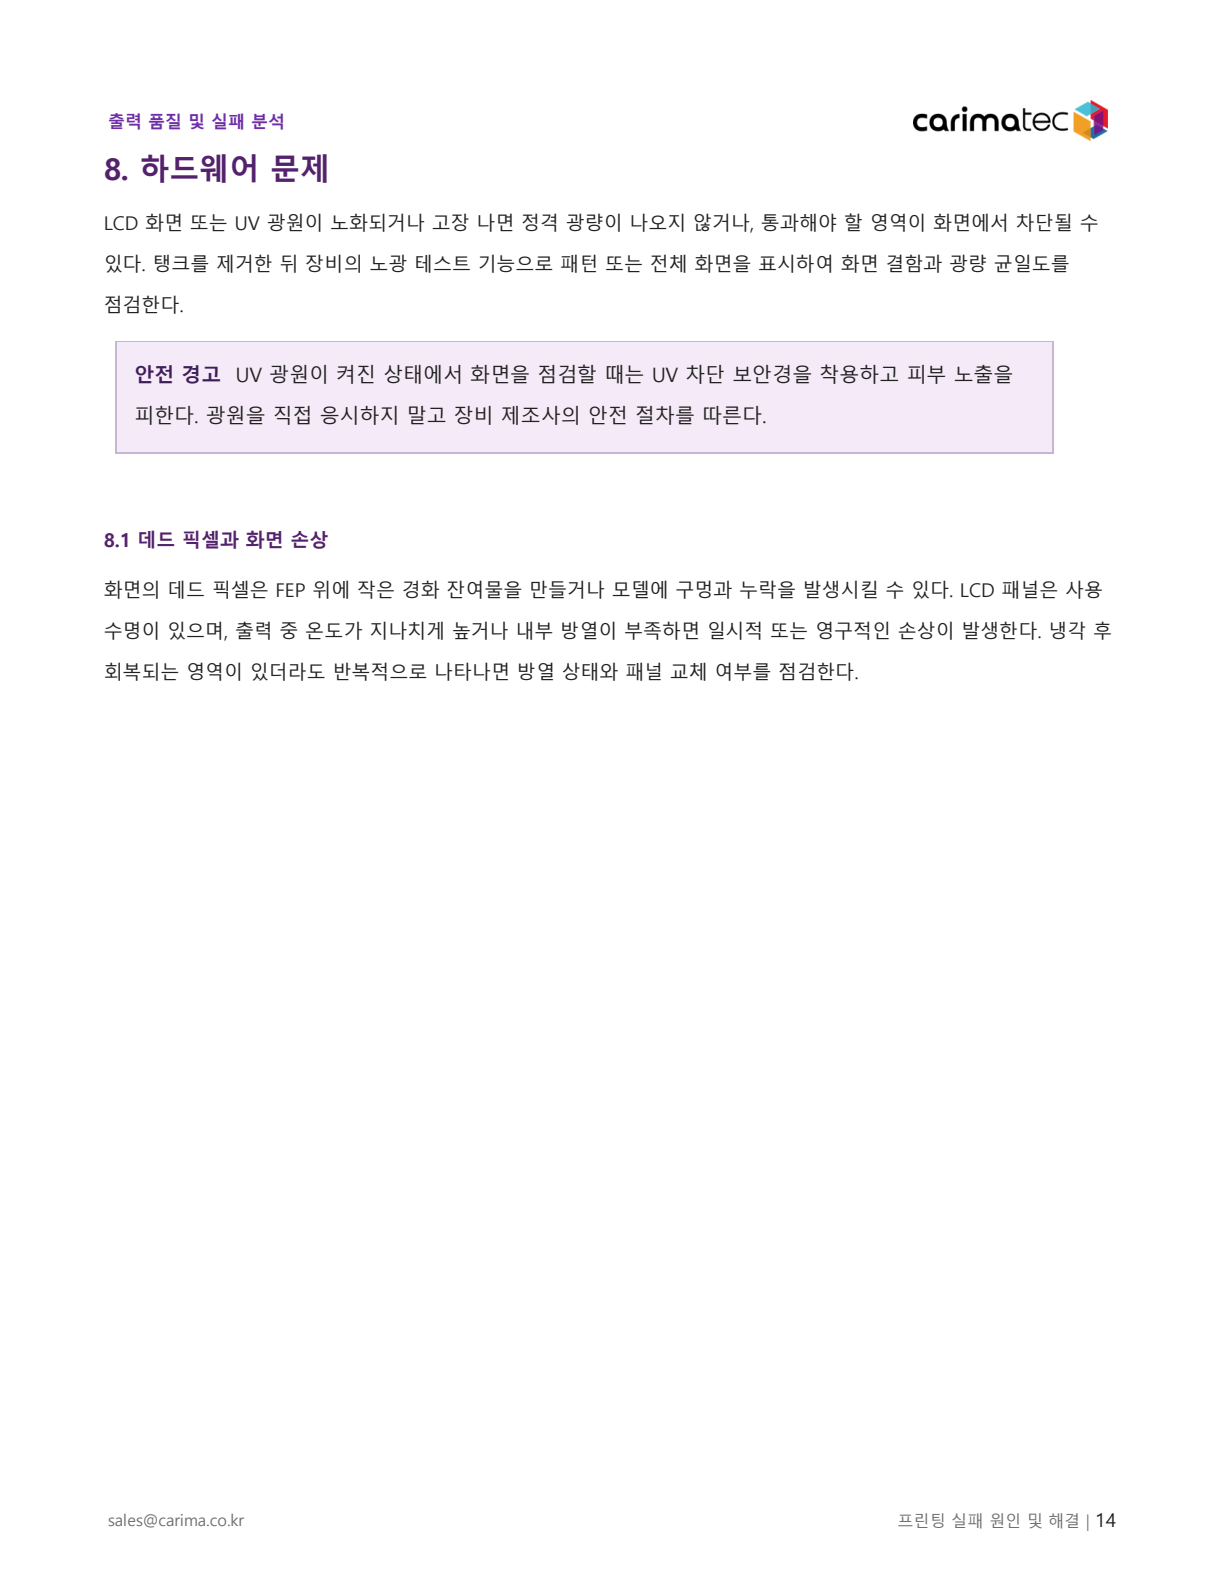 출력 품질 및 실패 분석
carimatec
8. 하드웨어 문제
LCD 화면 또는 UV 광원이 노화되거나 고장 나면 정격 광량이 나오지 않거나, 통과해야 할 영역이 화면에서 차단될 수
있다. 탱크를 제거한 뒤 장비의 노광 테스트 기능으로 패턴 또는 전체 화면을 표시하여 화면 결함과 광량 균일도를
점검한다.
안전 경고 UV 광원이 켜진 상태에서 화면을 점검할 때는 UV 차단 보안경을 착용하고 피부 노출을
피한다. 광원을 직접 응시하지 말고 장비 제조사의 안전 절차를 따른다.
8.1 데드 픽셀과 화면 손상
화면의 데드 픽셀은 FEP 위에 작은 경화 잔여물을 만들거나 모델에 구멍과 누락을 발생시킬 수 있다. LCD 패널은 사용
수명이 있으며, 출력 중 온도가 지나치게 높거나 내부 방열이 부족하면 일시적 또는 영구적인 손상이 발생한다. 냉각 후
회복되는 영역이 있더라도 반복적으로 나타나면 방열 상태와 패널 교체 여부를 점검한다.
sales@carima.co.kr
프린팅 실패 원인 및 해결 | 14